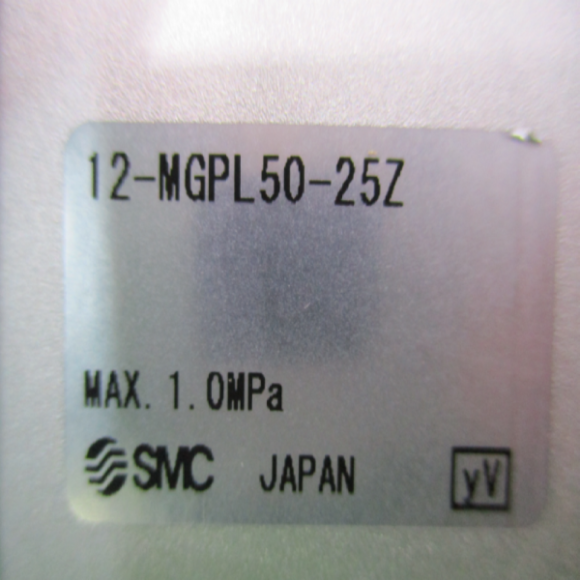 12-MGPL50-25Z
MAX. 1.0MPa
SMC JAPAN yV